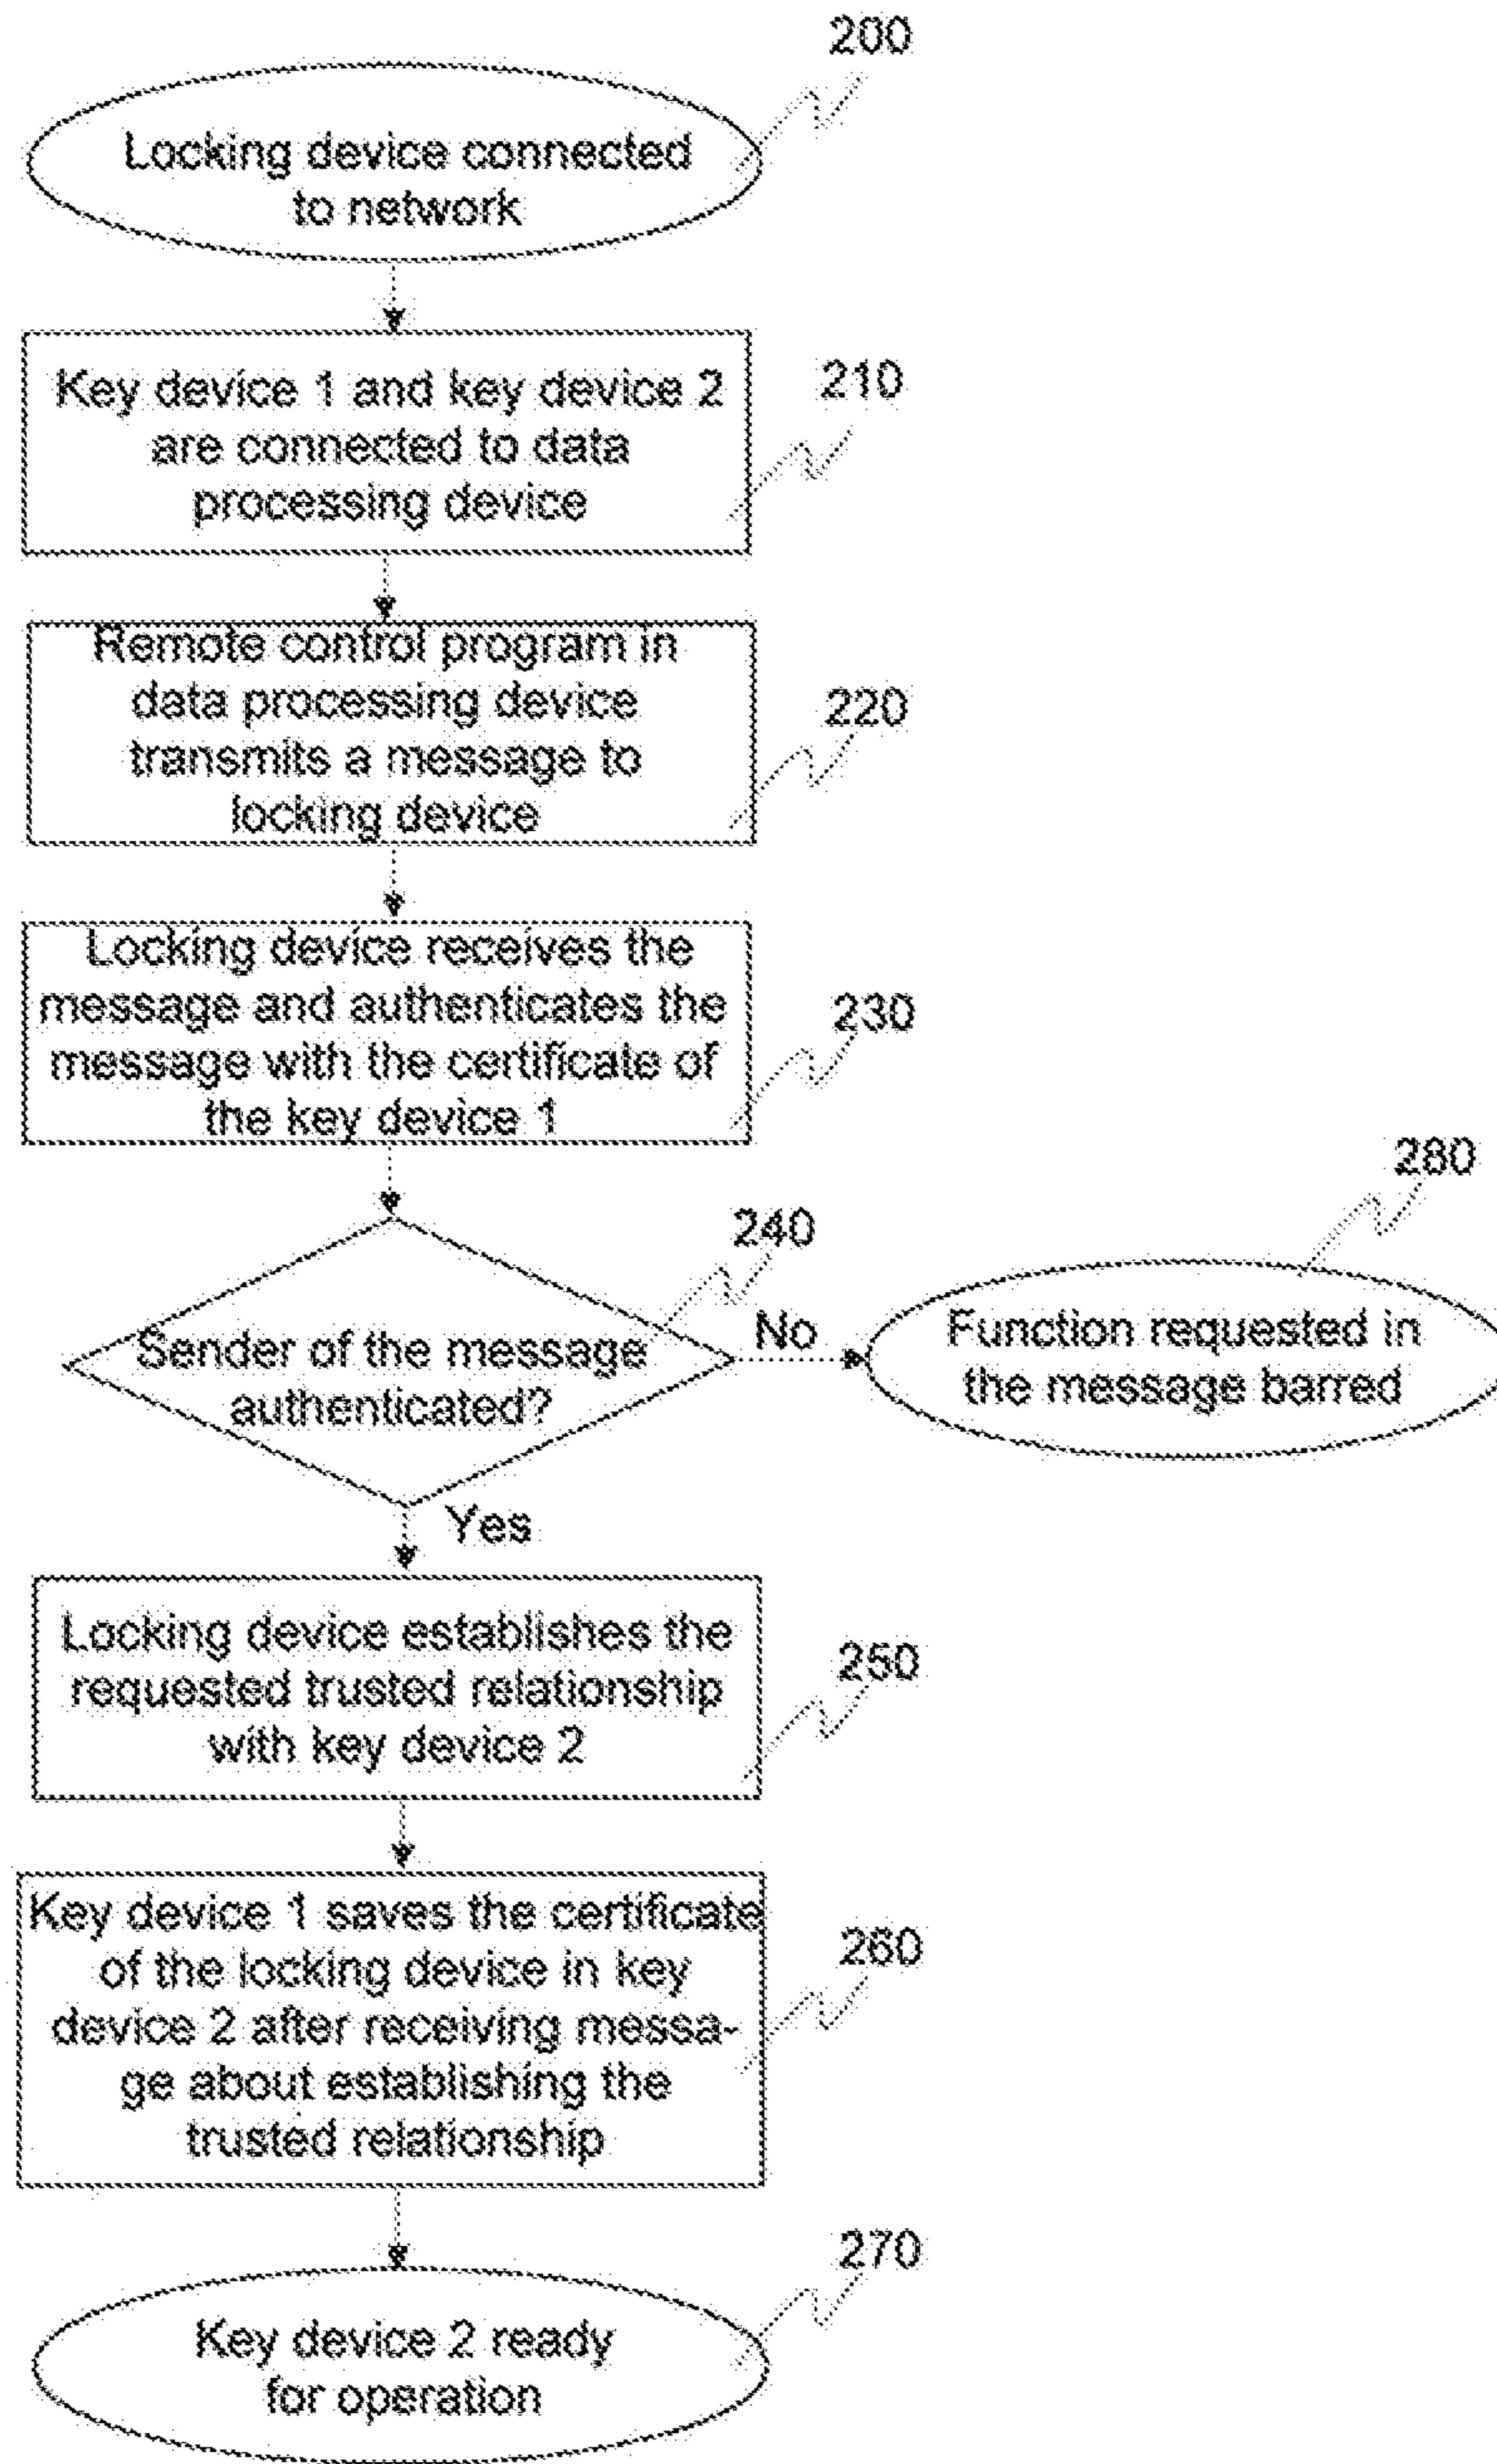 200
Locking device connected
to network
Key device 1 and key device 2
are connected to data
processing device
210
Remote control program in
data processing device
transmits a message to
locking device
220
Locking device receives the
message and authenticates the
message with the certificate of
the key device 1
230
280
240
Sender of the message
authenticated?
No
Function requested in
the message barred
Yes
Locking device establishes the
requested trusted relationship
with key device 2
250
Key device 1 saves the certificate
of the locking device in key
device 2 after receiving messa-
ge about establishing the
trusted relationship
260
270
Key device 2 ready
for operation